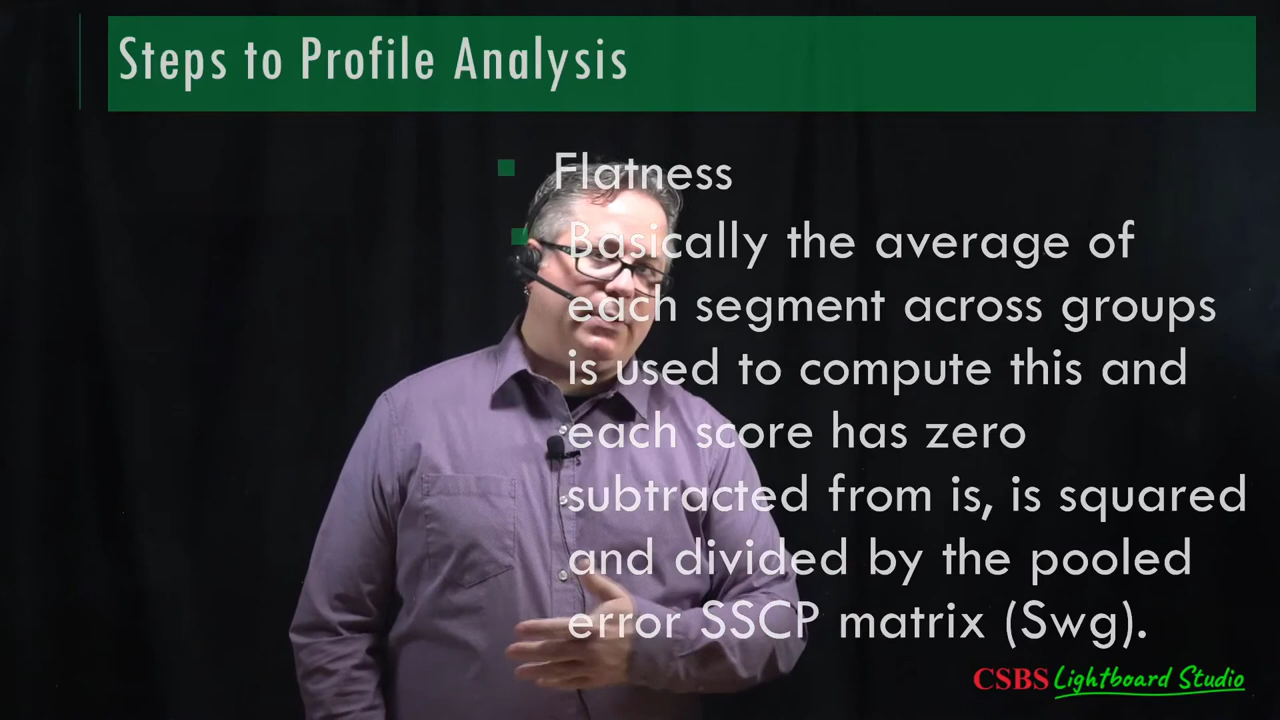 Steps to Profile Analysis
Flatness
Basically the average of
each segment across groups
is used to compute this and
each score has zero
subtracted from is, is squared
and divided by the pooled
error SSCP matrix (Swg).
CSBS Lightboard Studio